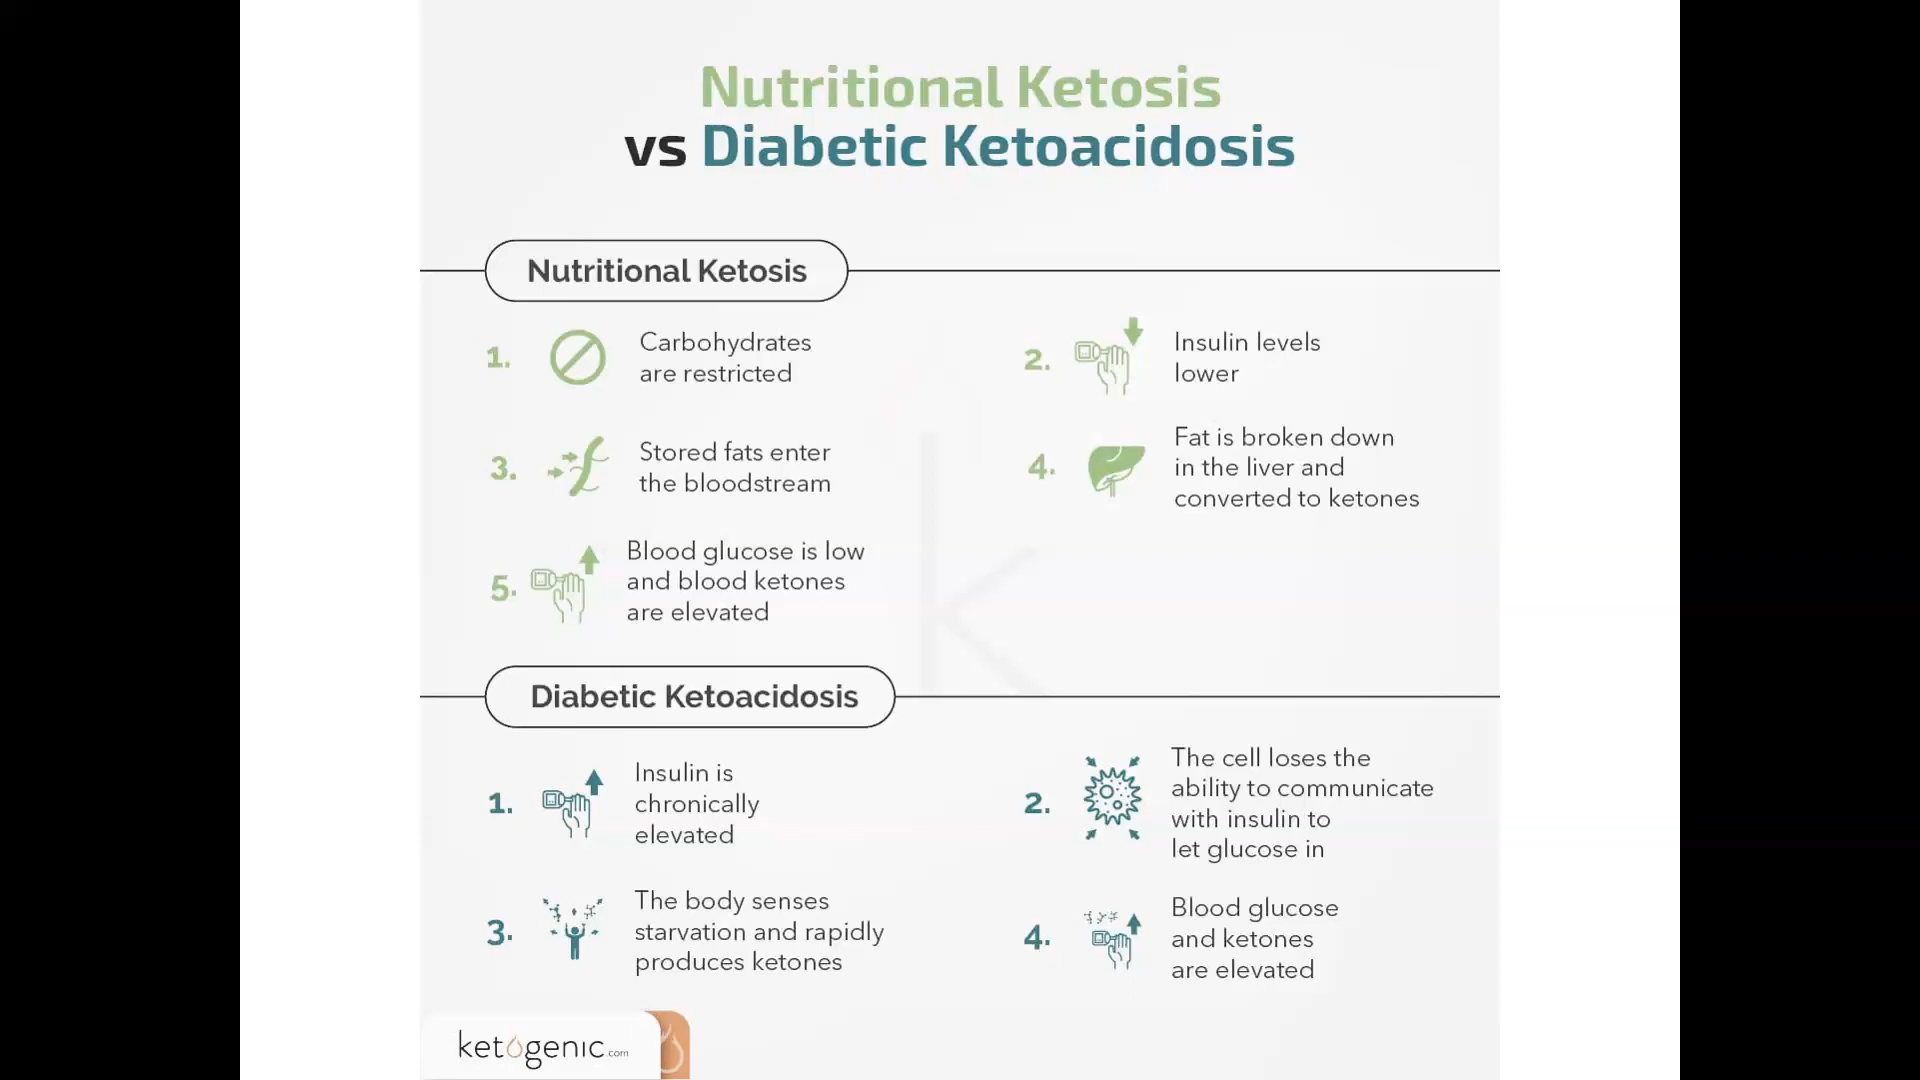 Nutritional Ketosis
vs Diabetic Ketoacidosis
Nutritional Ketosis
1.
Carbohydrates
are restricted
2.
Insulin levels
lower
3.
Stored fats enter
the bloodstream
4.
Fat is broken down
in the liver and
converted to ketones
5.
Blood glucose is low
and blood ketones
are elevated
Diabetic Ketoacidosis
1.
Insulin is
chronically
elevated
2.
The cell loses the
ability to communicate
with insulin to
let glucose in
3.
The body senses
starvation and rapidly
produces ketones
4.
Blood glucose
and ketones
are elevated
ketogenic.com